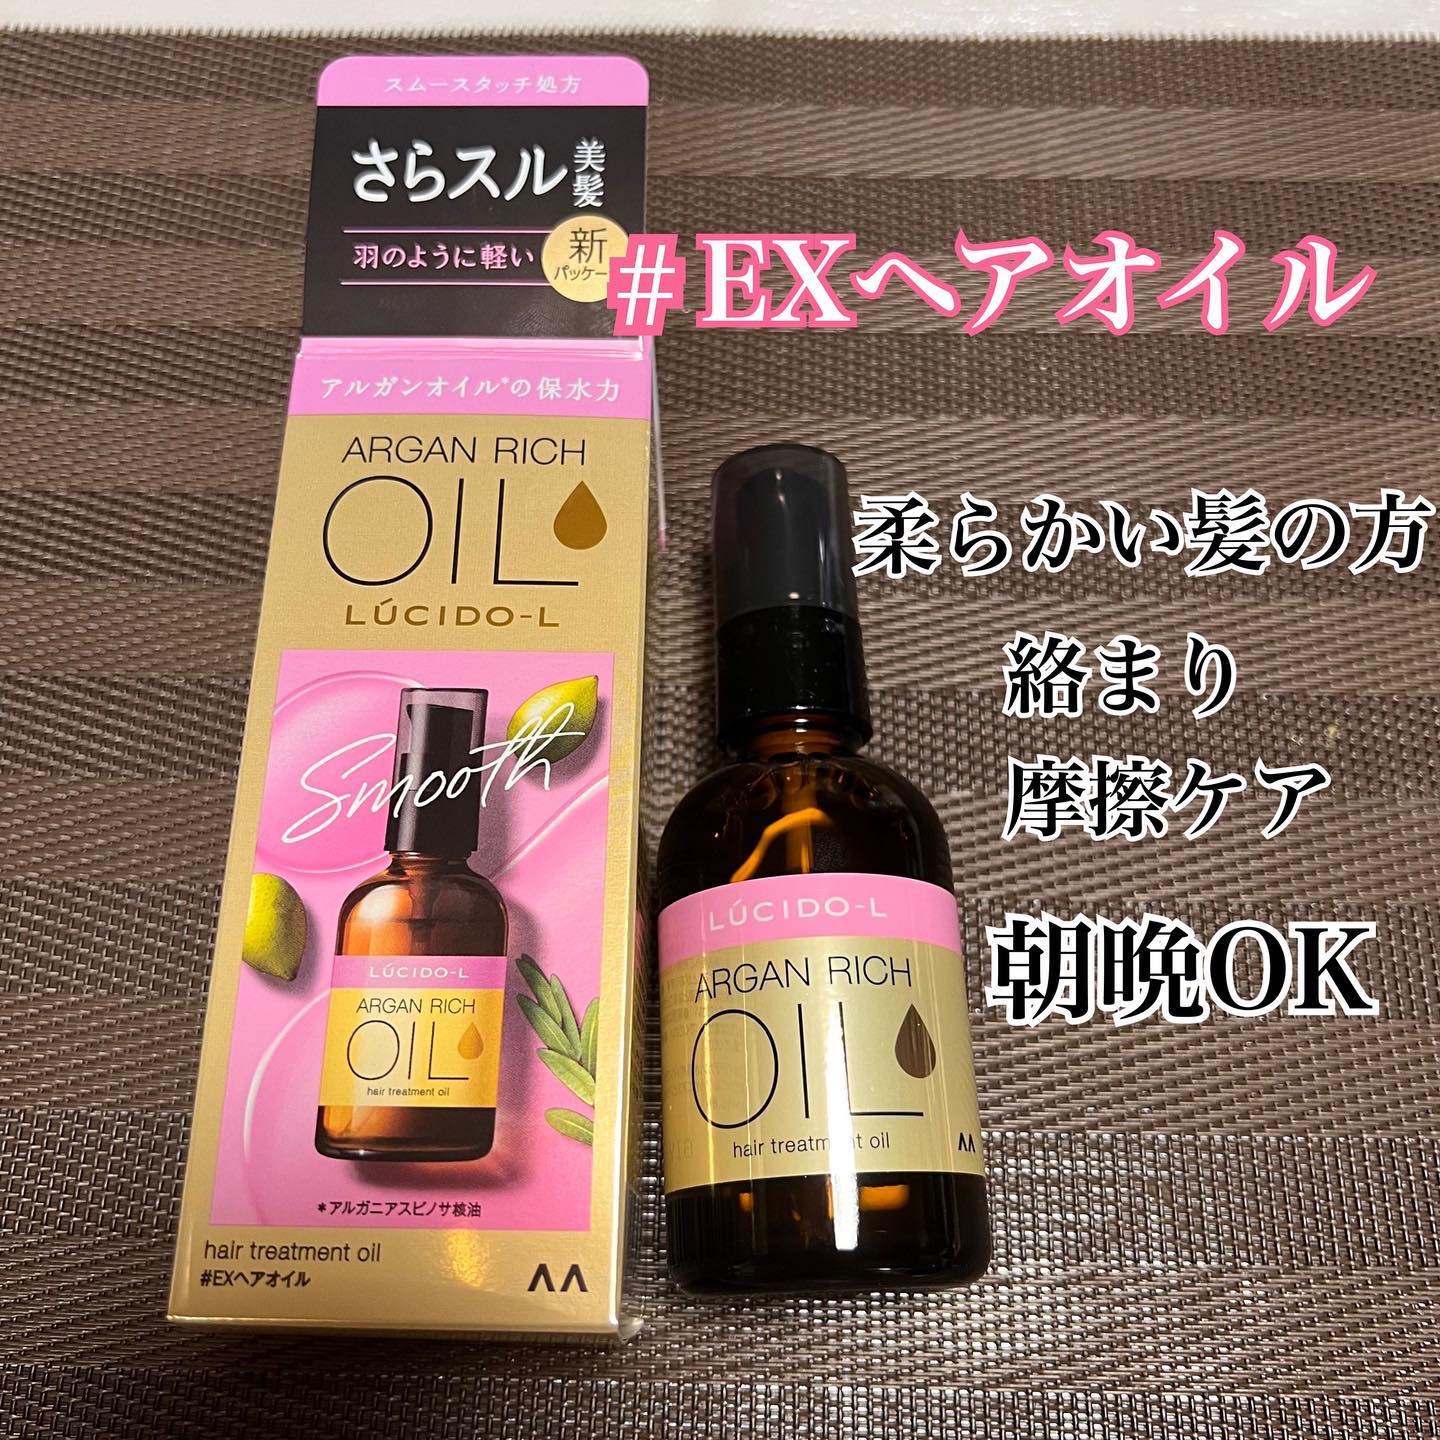 スムースタッチ処方
さらスル美髪
羽のように軽い
新
パッケージ
#EXヘアオイル
アルガンオイル*の保水力
ARGAN RICH
OIL
LÚCIDO-L
Smooth
LÚCIDO-L
ARGAN RICH
OIL
hair treatment oil
*アルガニアスピノサ核油
hair treatment oil
#EXヘアオイル
柔らかい髪の方
絡まり
摩擦ケア
朝晩OK
LÚCIDO-L
ARGAN RICH
OIL
hair treatment oil